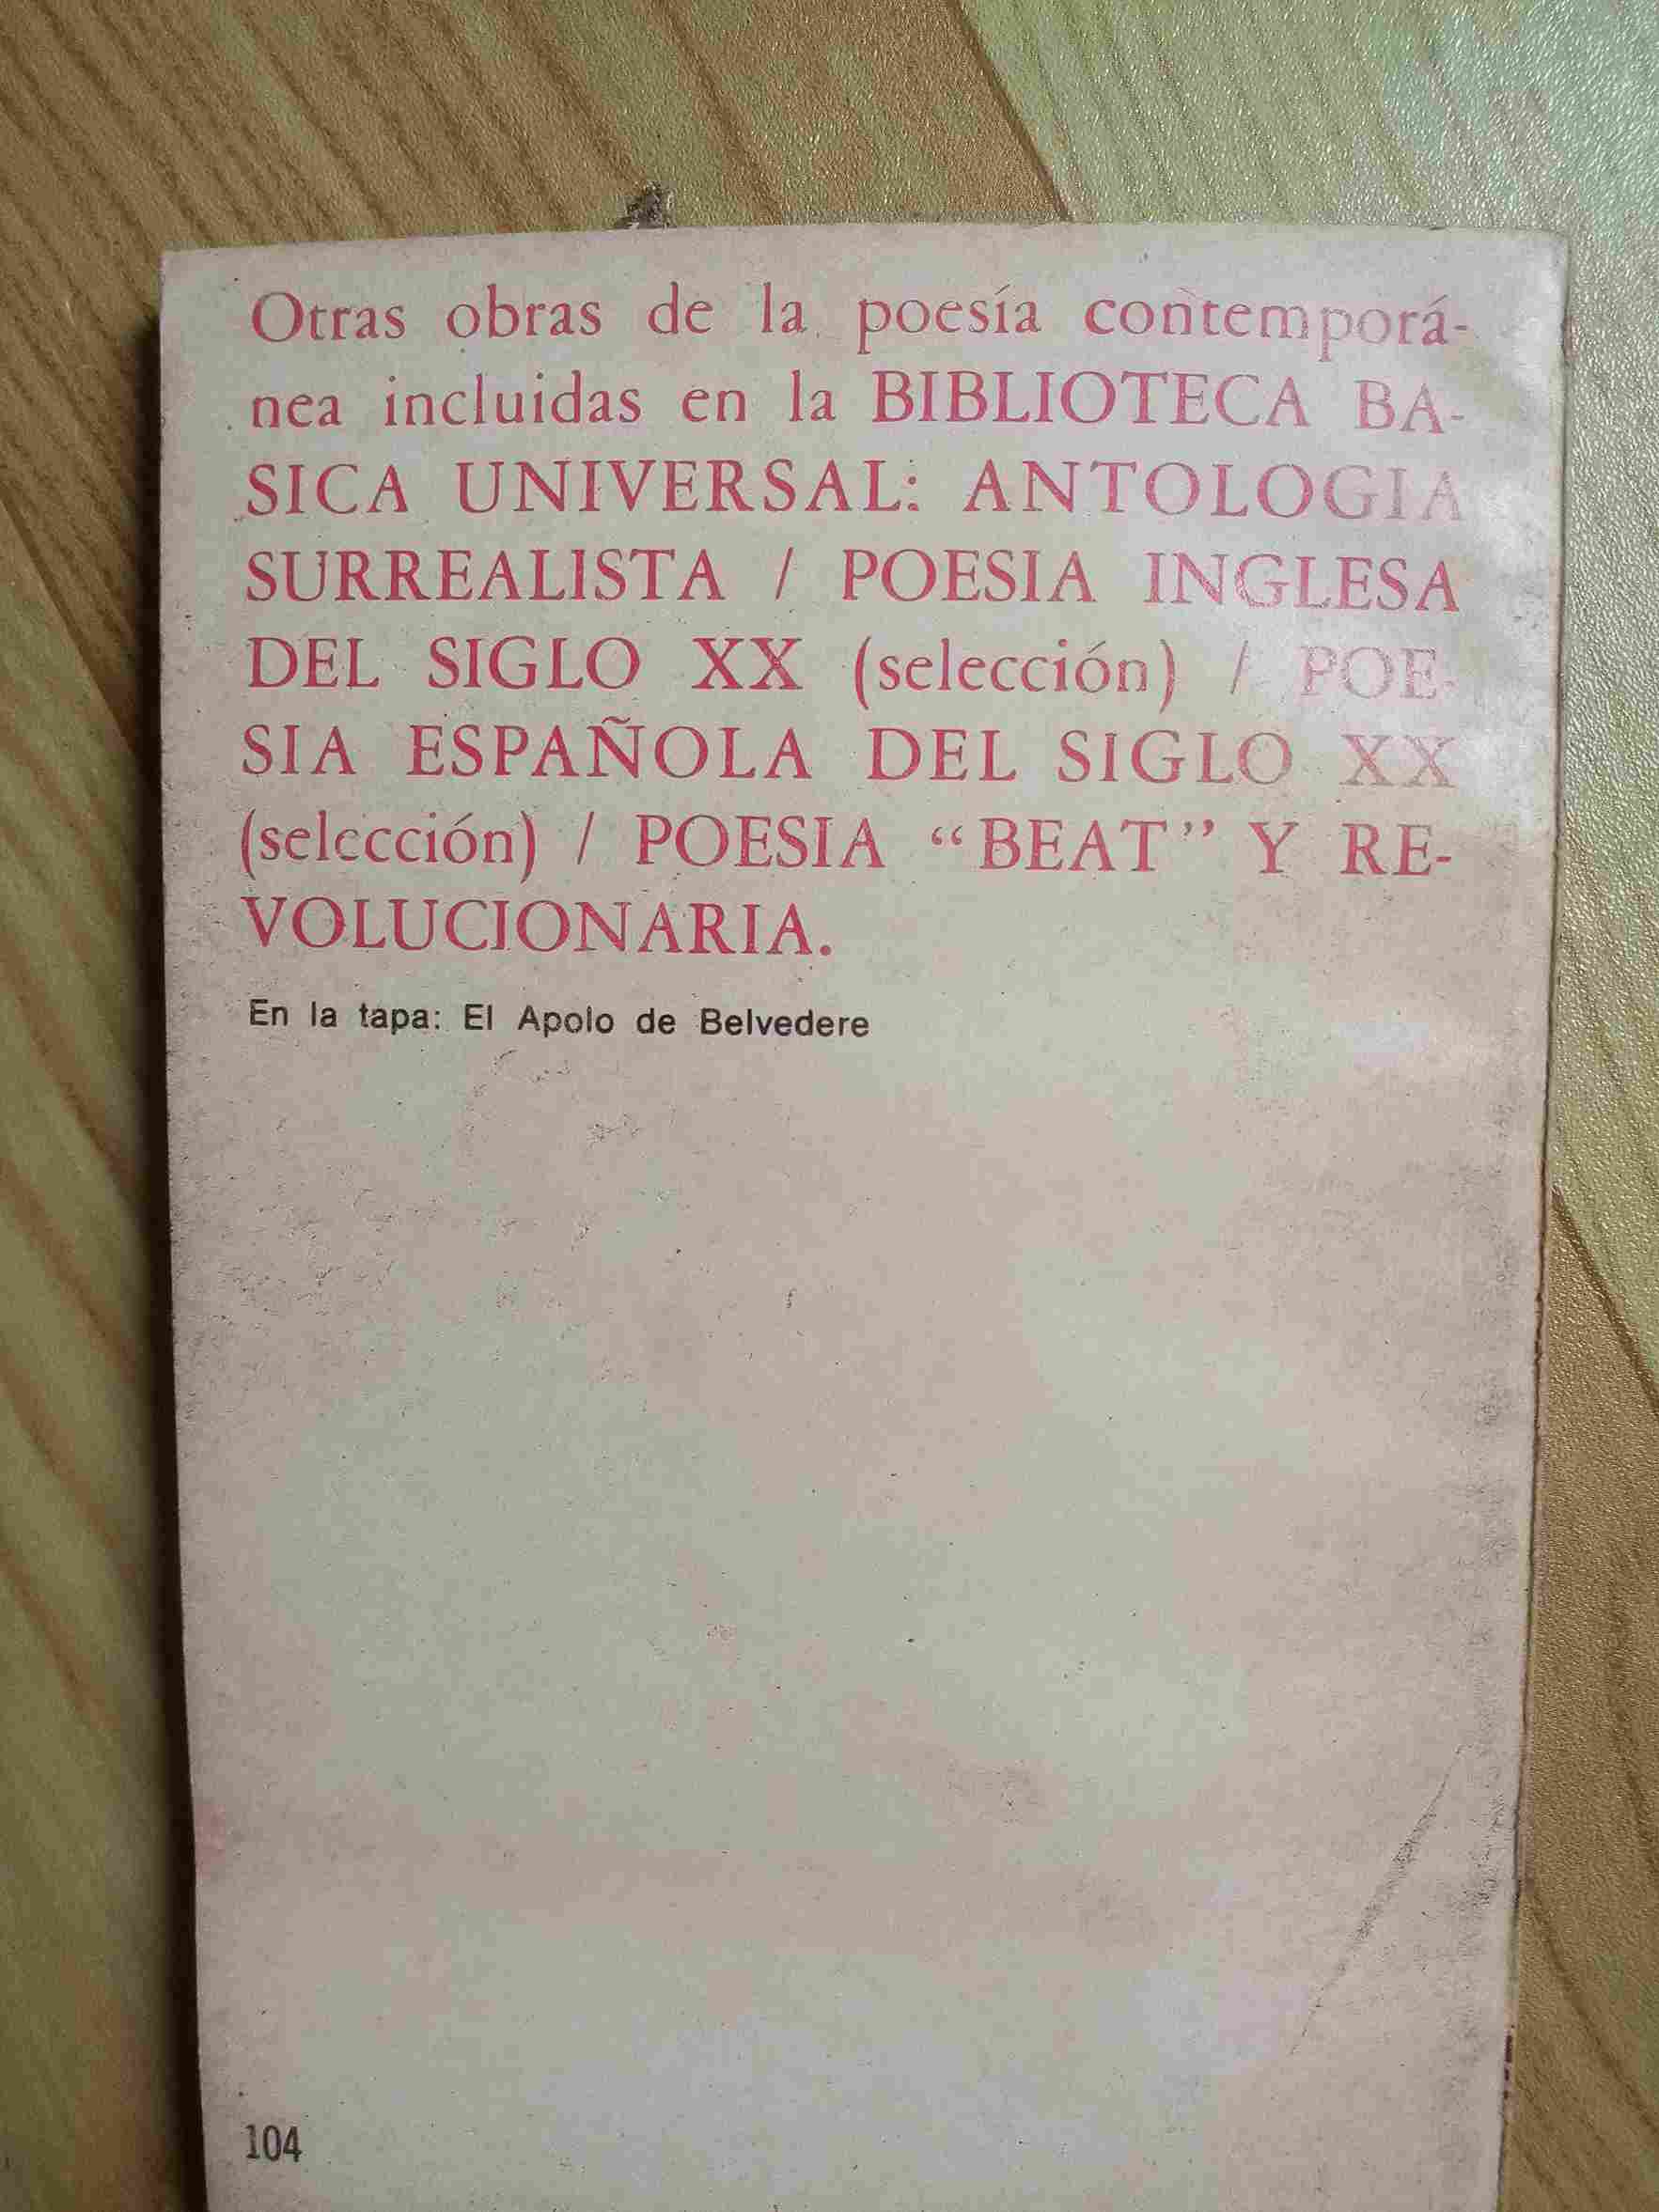 Otras obras de la poesía contemporá-
nea incluidas en la BIBLIOTECA BA-
SICA UNIVERSAL: ANTOLOGIA
SURREALISTA / POESIA INGLESA
DEL SIGLO XX (selección) / POE-
SIA ESPAÑOLA DEL SIGLO XX
(selección) / POESIA “BEAT” Y RE-
VOLUCIONARIA.
En la tapa: El Apolo de Belvedere
104